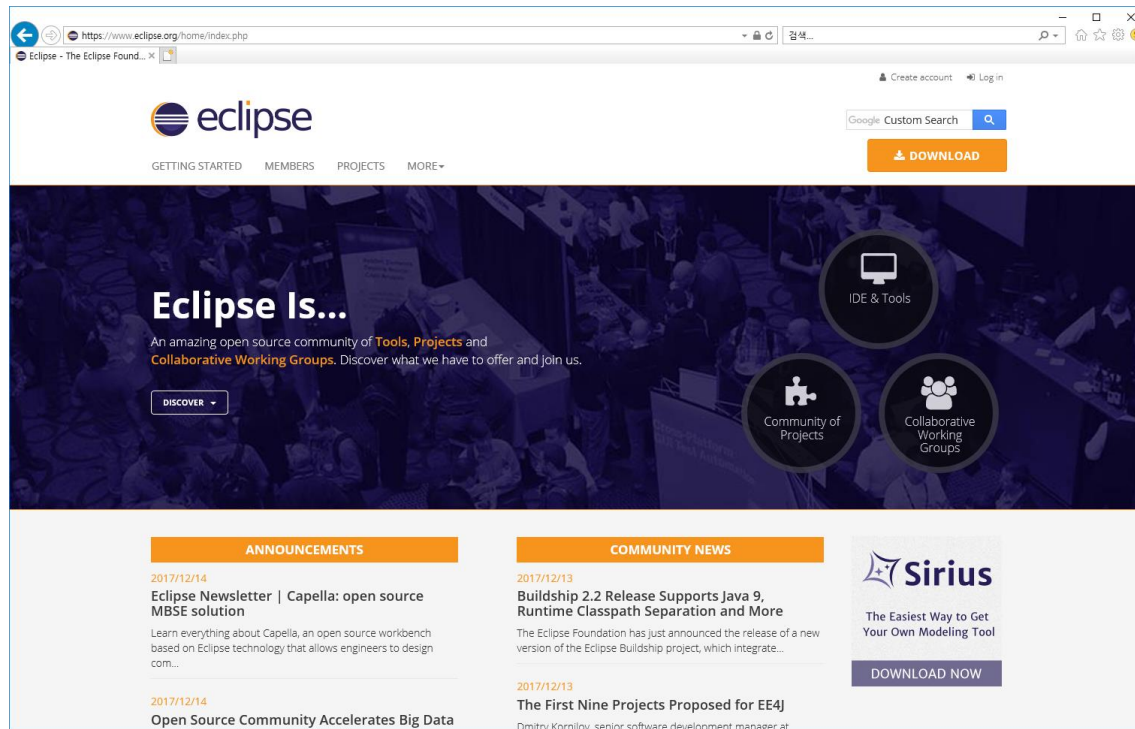 https://www.eclipse.org/home/index.php
검색...
Eclipse - The Eclipse Found...
Create account Log in
eclipse
Google Custom Search
DOWNLOAD
GETTING STARTED MEMBERS PROJECTS MORE
Eclipse Is...
An amazing open source community of Tools, Projects and
Collaborative Working Groups. Discover what we have to offer and join us.
DISCOVER
IDE & Tools
Community of
Projects
Collaborative
Working
Groups
ANNOUNCEMENTS
2017/12/14
Eclipse Newsletter | Capella: open source
MBSE solution
Learn everything about Capella, an open source workbench
based on Eclipse technology that allows engineers to design
com...
2017/12/14
Open Source Community Accelerates Big Data
COMMUNITY NEWS
2017/12/13
Buildship 2.2 Release Supports Java 9,
Runtime Classpath Separation and More
The Eclipse Foundation has just announced the release of a new
version of the Eclipse Buildship project, which integrate...
2017/12/13
The First Nine Projects Proposed for EE4J
Dmitry Kornilov, senior software development manager at
Sirius
The Easiest Way to Get
Your Own Modeling Tool
DOWNLOAD NOW